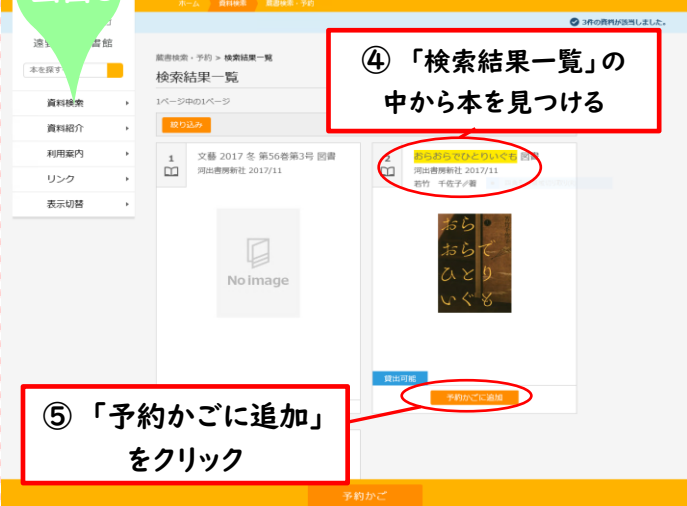 ホーム
資料検索
蔵書検索・予約
3件の資料が該当しました。
書館
本を探す
資料検索
資料紹介
利用案内
リンク
表示切替
蔵書検索・予約 > 検索結果一覧
検索結果一覧
1ページ中の1ページ
絞り込み
④ 「検索結果一覧」の
中から本を見つける
1
文藝 2017 冬 第56巻第3号 図書
河出書房新社 2017/11
No image
2
おらおらでひとりいぐも 図書
河出書房新社 2017/11
若竹 千佐子∥著
おら
おらで
ひとり
いぐも
貸出可能
予約かごに追加
⑤ 「予約かごに追加」
をクリック
予約かご